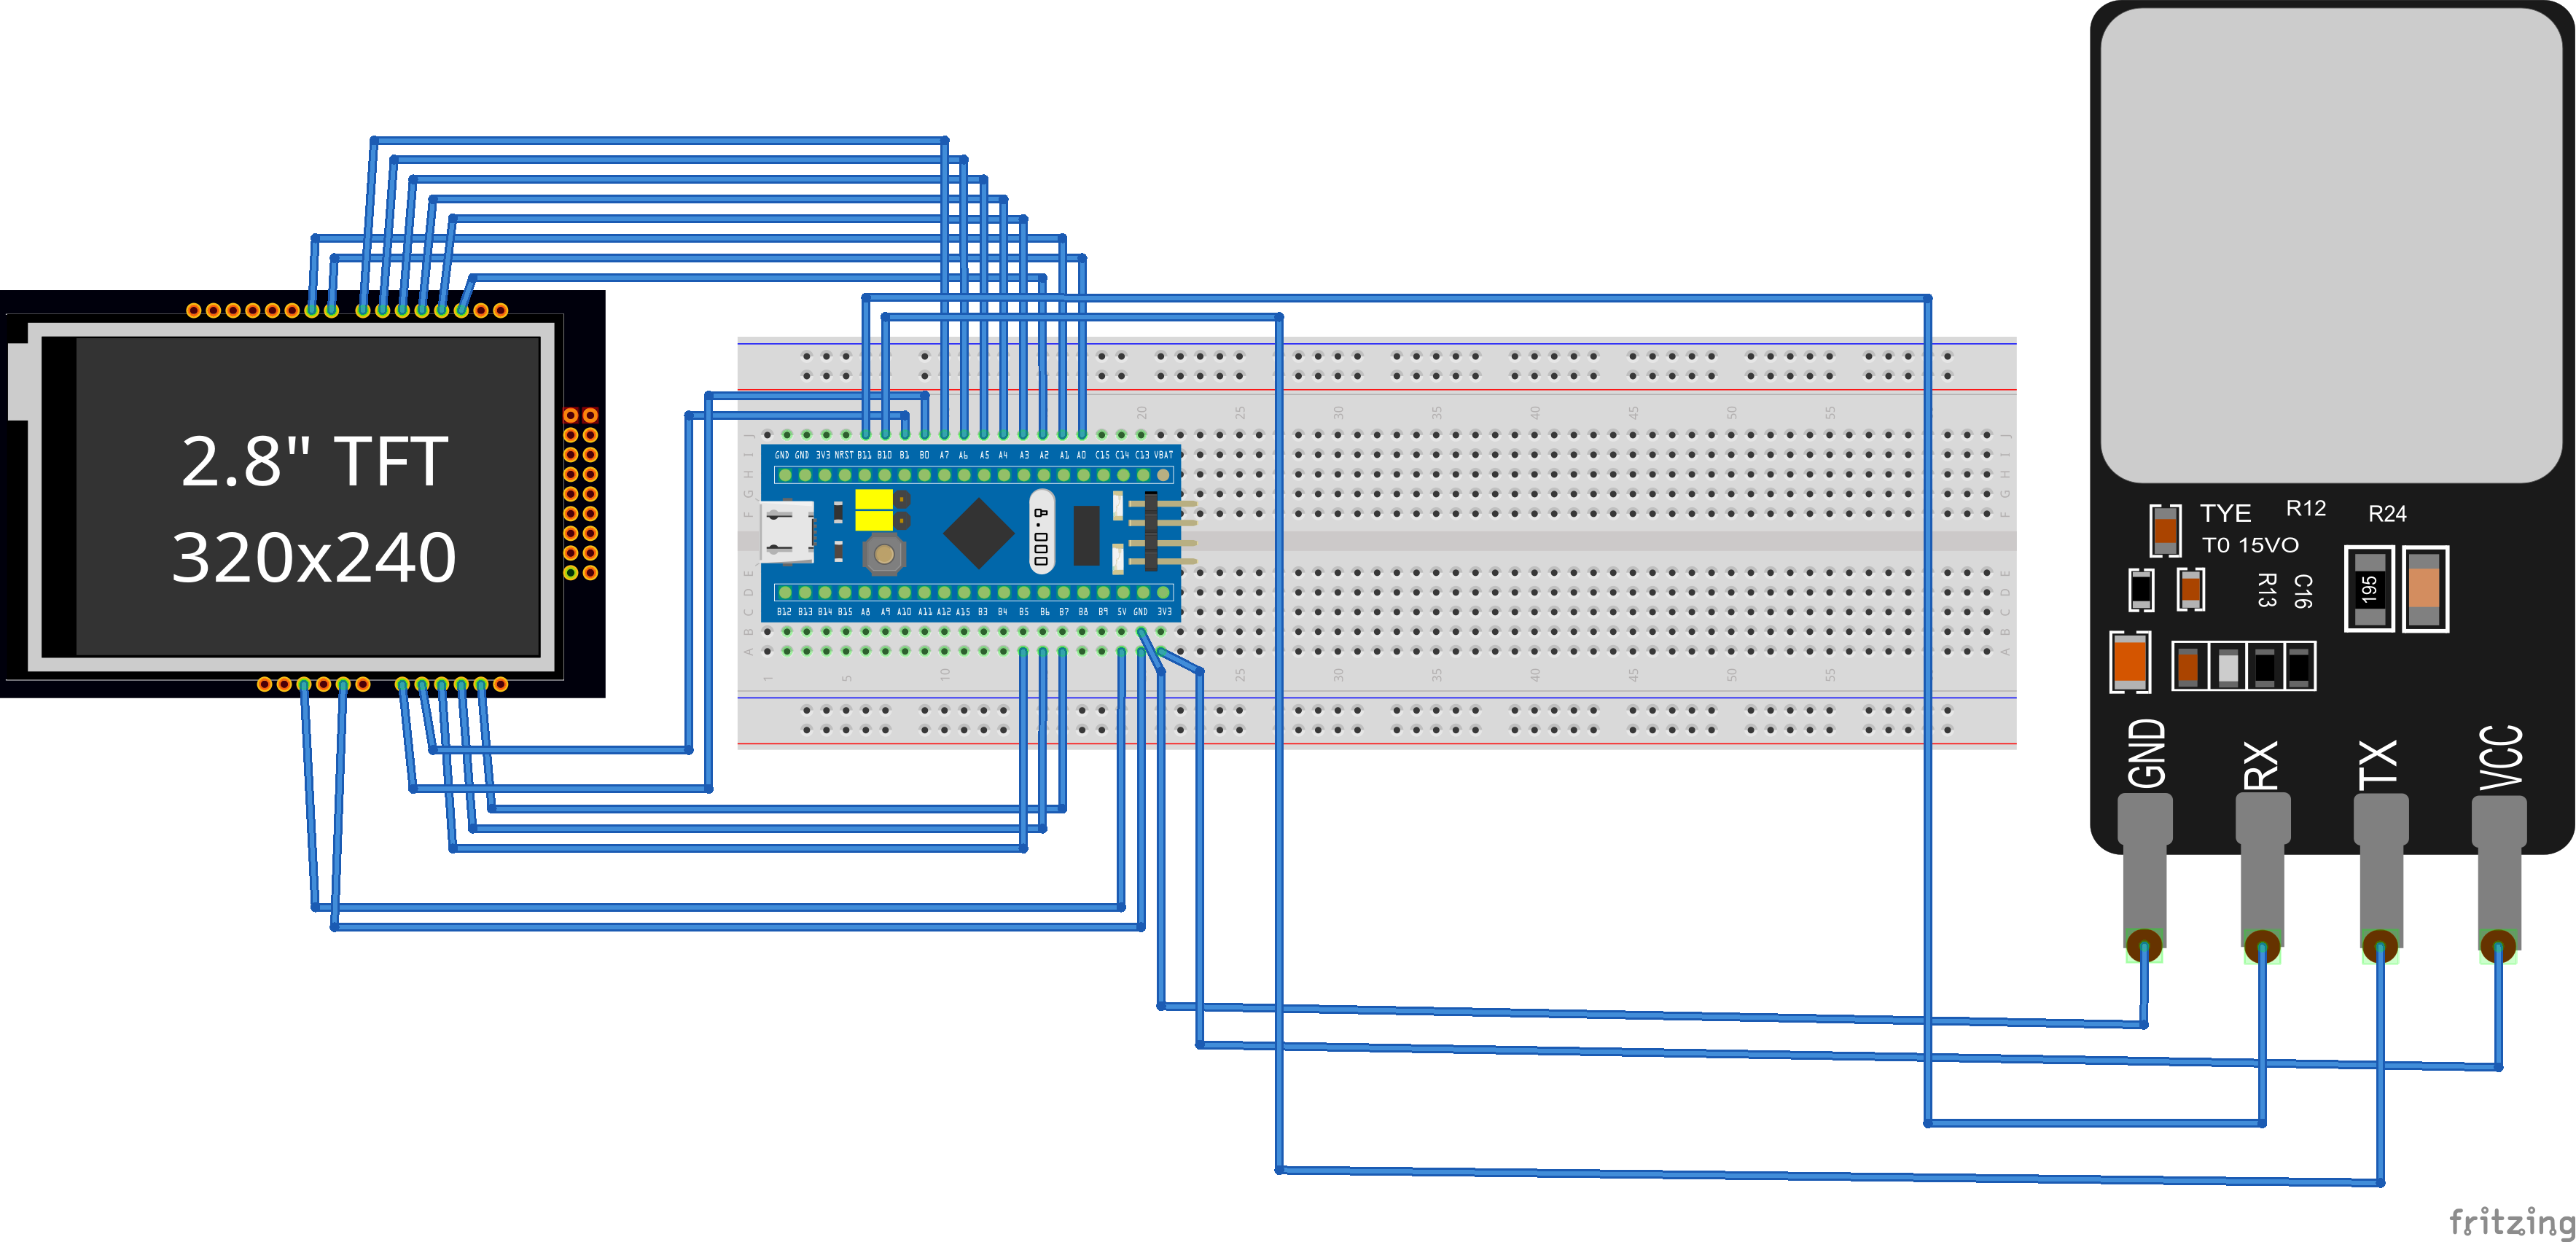 2.8" TFT
320x240
20 25 30 35 40 45 50 55
J
I
H
G
F
E
D
C
B
A
J
I
H
G
F
E
D
C
B
A
GND GND 3V3 NRST B11 B10 B1 B0 A7 A6 A5 A4 A3 A2 A1 A0 C15 C14 C13 VBAT
8.000
B12 B13 B14 B15 A8 A9 A10 A11 A12 A15 B3 B4 B5 B6 B7 B8 B9 5V GND 3V3
1 5 10 25 30 35 40 45 50 55
TYE R12 R24
T0 15VO
R13 C16 195
GND RX TX VCC
fritzing